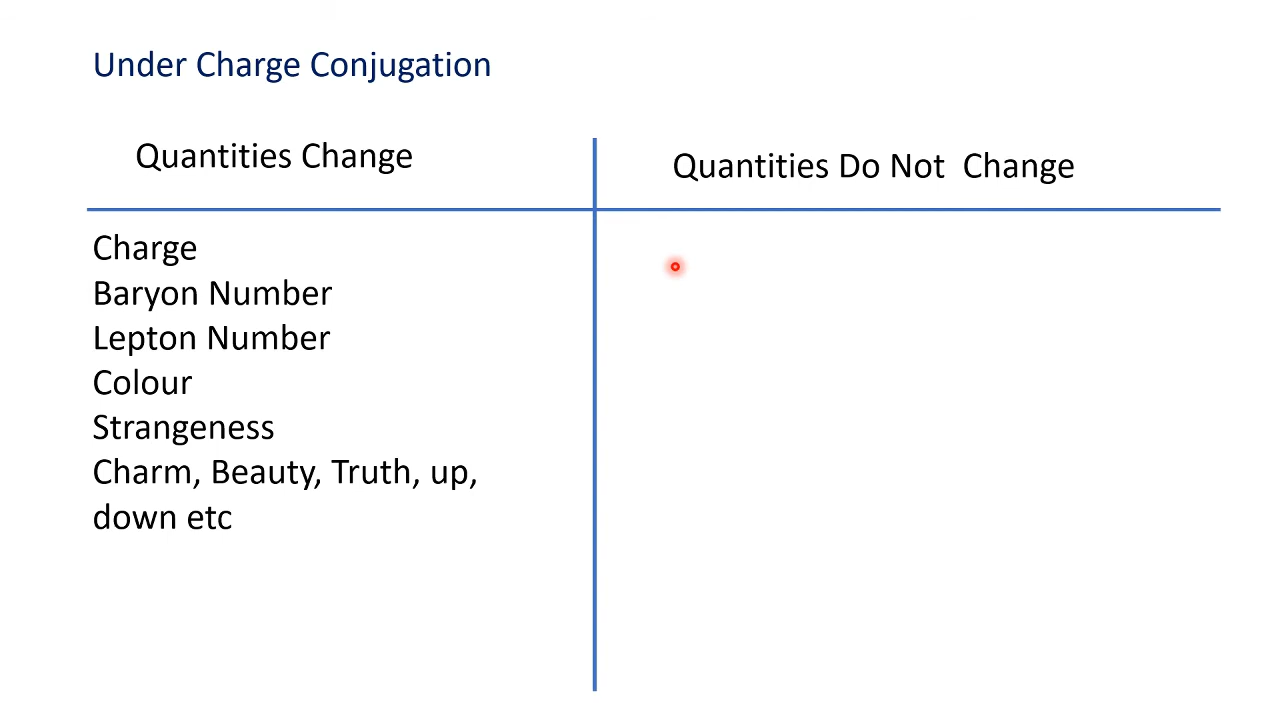 Under Charge Conjugation
Quantities Change
Quantities Do Not  Change
Charge
Baryon Number
Lepton Number
Colour
Strangeness
Charm, Beauty, Truth, up,
down etc